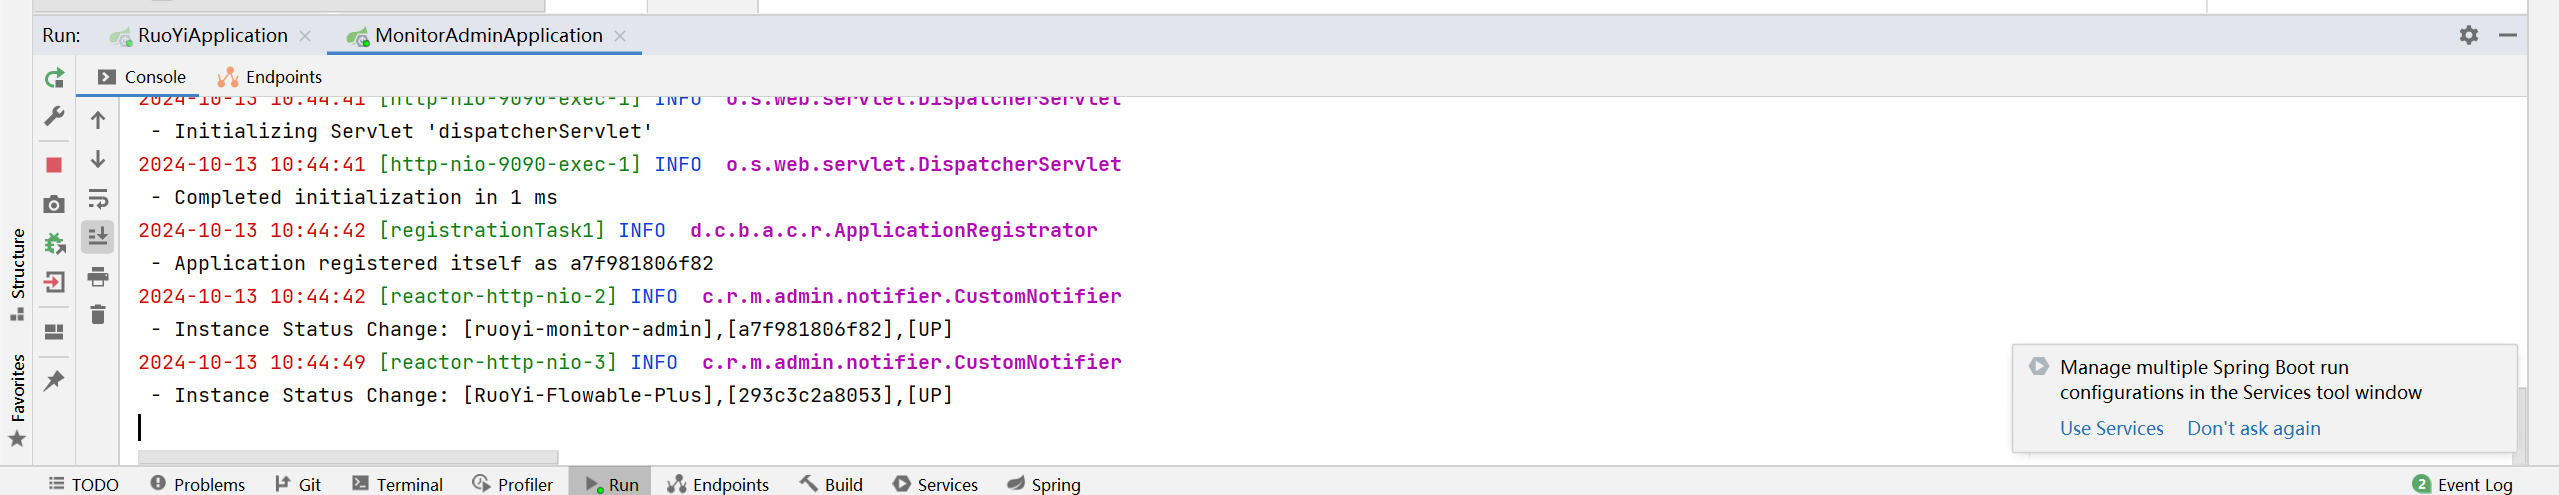 Run: RuoYiApplication MonitorAdminApplication
Console Endpoints
2024-10-13 10:44:41 [http-nio-9090-exec-1] INFO  o.s.web.servlet.DispatcherServlet
- Initializing Servlet 'dispatcherServlet'
2024-10-13 10:44:41 [http-nio-9090-exec-1] INFO  o.s.web.servlet.DispatcherServlet
- Completed initialization in 1 ms
2024-10-13 10:44:42 [registrationTask1] INFO  d.c.b.a.c.r.ApplicationRegistrator
- Application registered itself as a7f981806f82
2024-10-13 10:44:42 [reactor-http-nio-2] INFO  c.r.m.admin.notifier.CustomNotifier
- Instance Status Change: [ruoyi-monitor-admin],[a7f981806f82],[UP]
2024-10-13 10:44:49 [reactor-http-nio-3] INFO  c.r.m.admin.notifier.CustomNotifier
- Instance Status Change: [RuoYi-Flowable-Plus],[293c3c2a8053],[UP]
Structure
Favorites
Manage multiple Spring Boot run
configurations in the Services tool window
Use Services Don't ask again
TODO Problems Git Terminal Profiler Run Endpoints Build Services Spring 2 Event Log